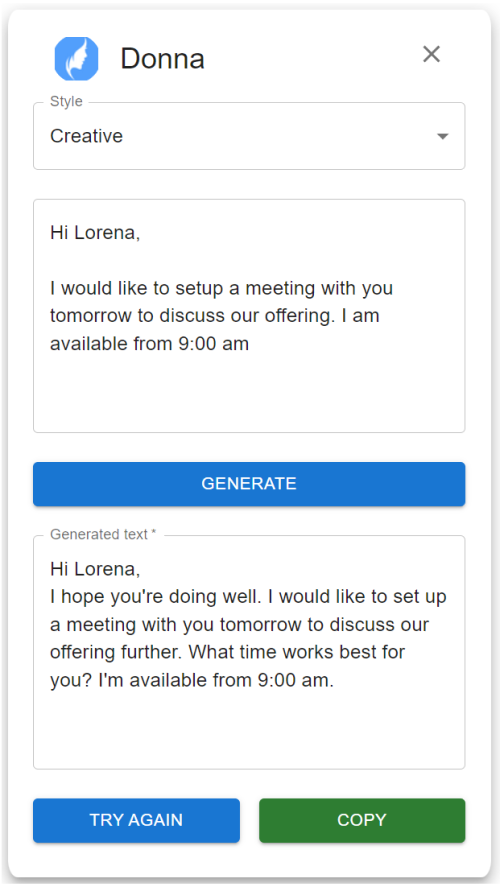 Donna
Style
Creative
Hi Lorena,
I would like to setup a meeting with you
tomorrow to discuss our offering. I am
available from 9:00 am
GENERATE
Generated text *
Hi Lorena,
I hope you're doing well. I would like to set up
a meeting with you tomorrow to discuss our
offering further. What time works best for
you? I'm available from 9:00 am.
TRY AGAIN
COPY